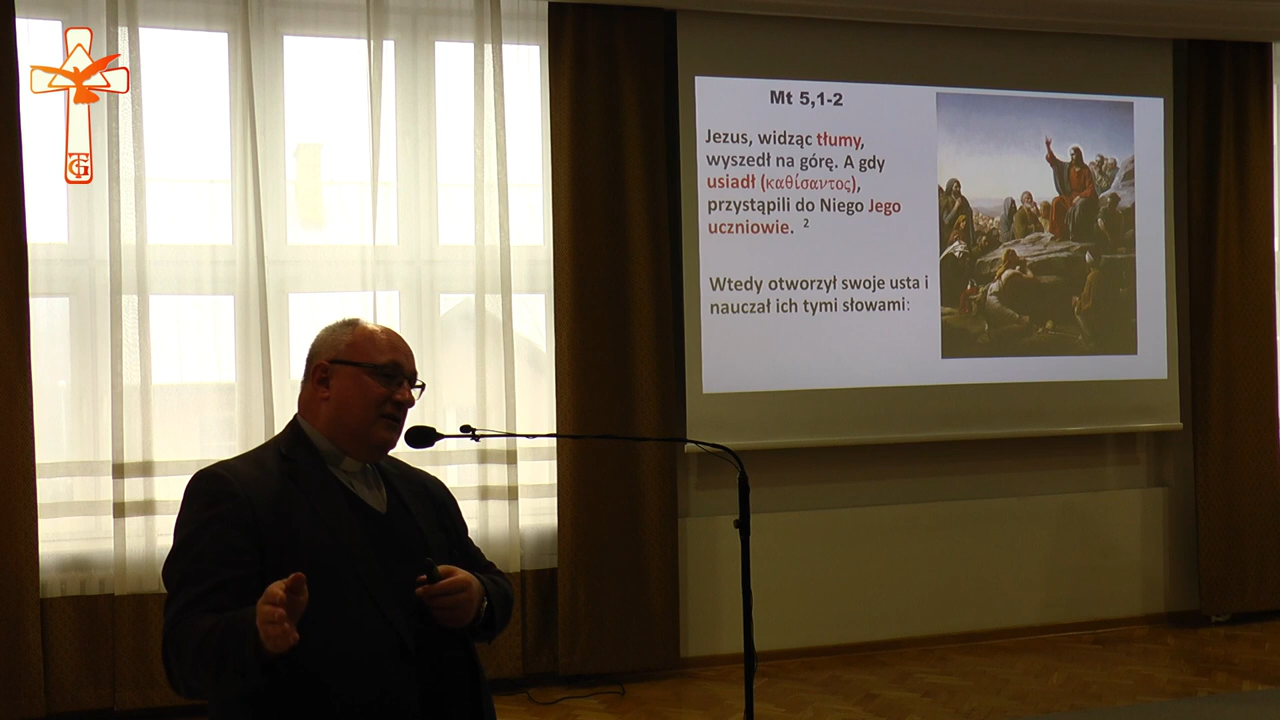 Mt 5,1-2
Jezus, widząc tłumy,
wyszedł na górę. A gdy
usiadł (καθίσαντος),
przystąpili do Niego Jego
uczniowie. 2
Wtedy otworzył swoje usta i
nauczał ich tymi słowami: